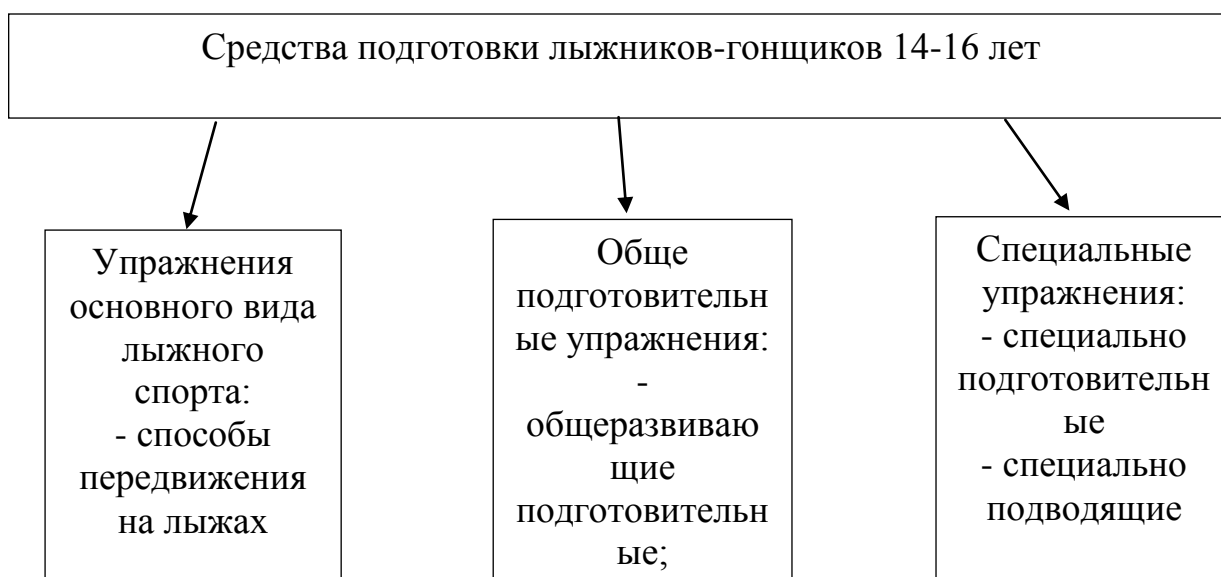 Средства подготовки лыжников-гонщиков 14-16 лет
Упражнения
основного вида
лыжного
спорта:
- способы
передвижения
на лыжах
Обще
подготовительн
ые упражнения:
-
общеразвиваю
щие
подготовительн
ые;
Специальные
упражнения:
- специально
подготовительн
ые
- специально
подводящие